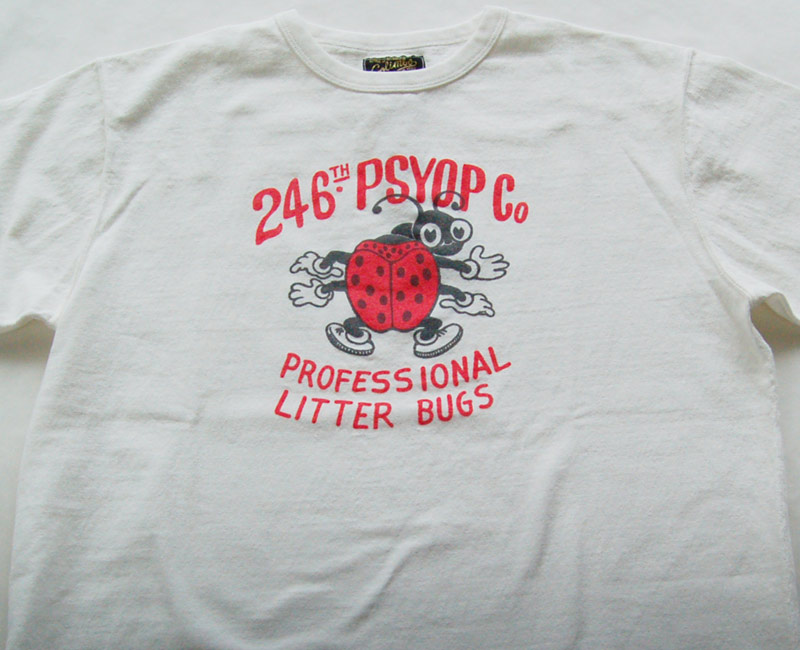 246TH PSYOP Co
PROFESSIONAL
LITTER BUGS